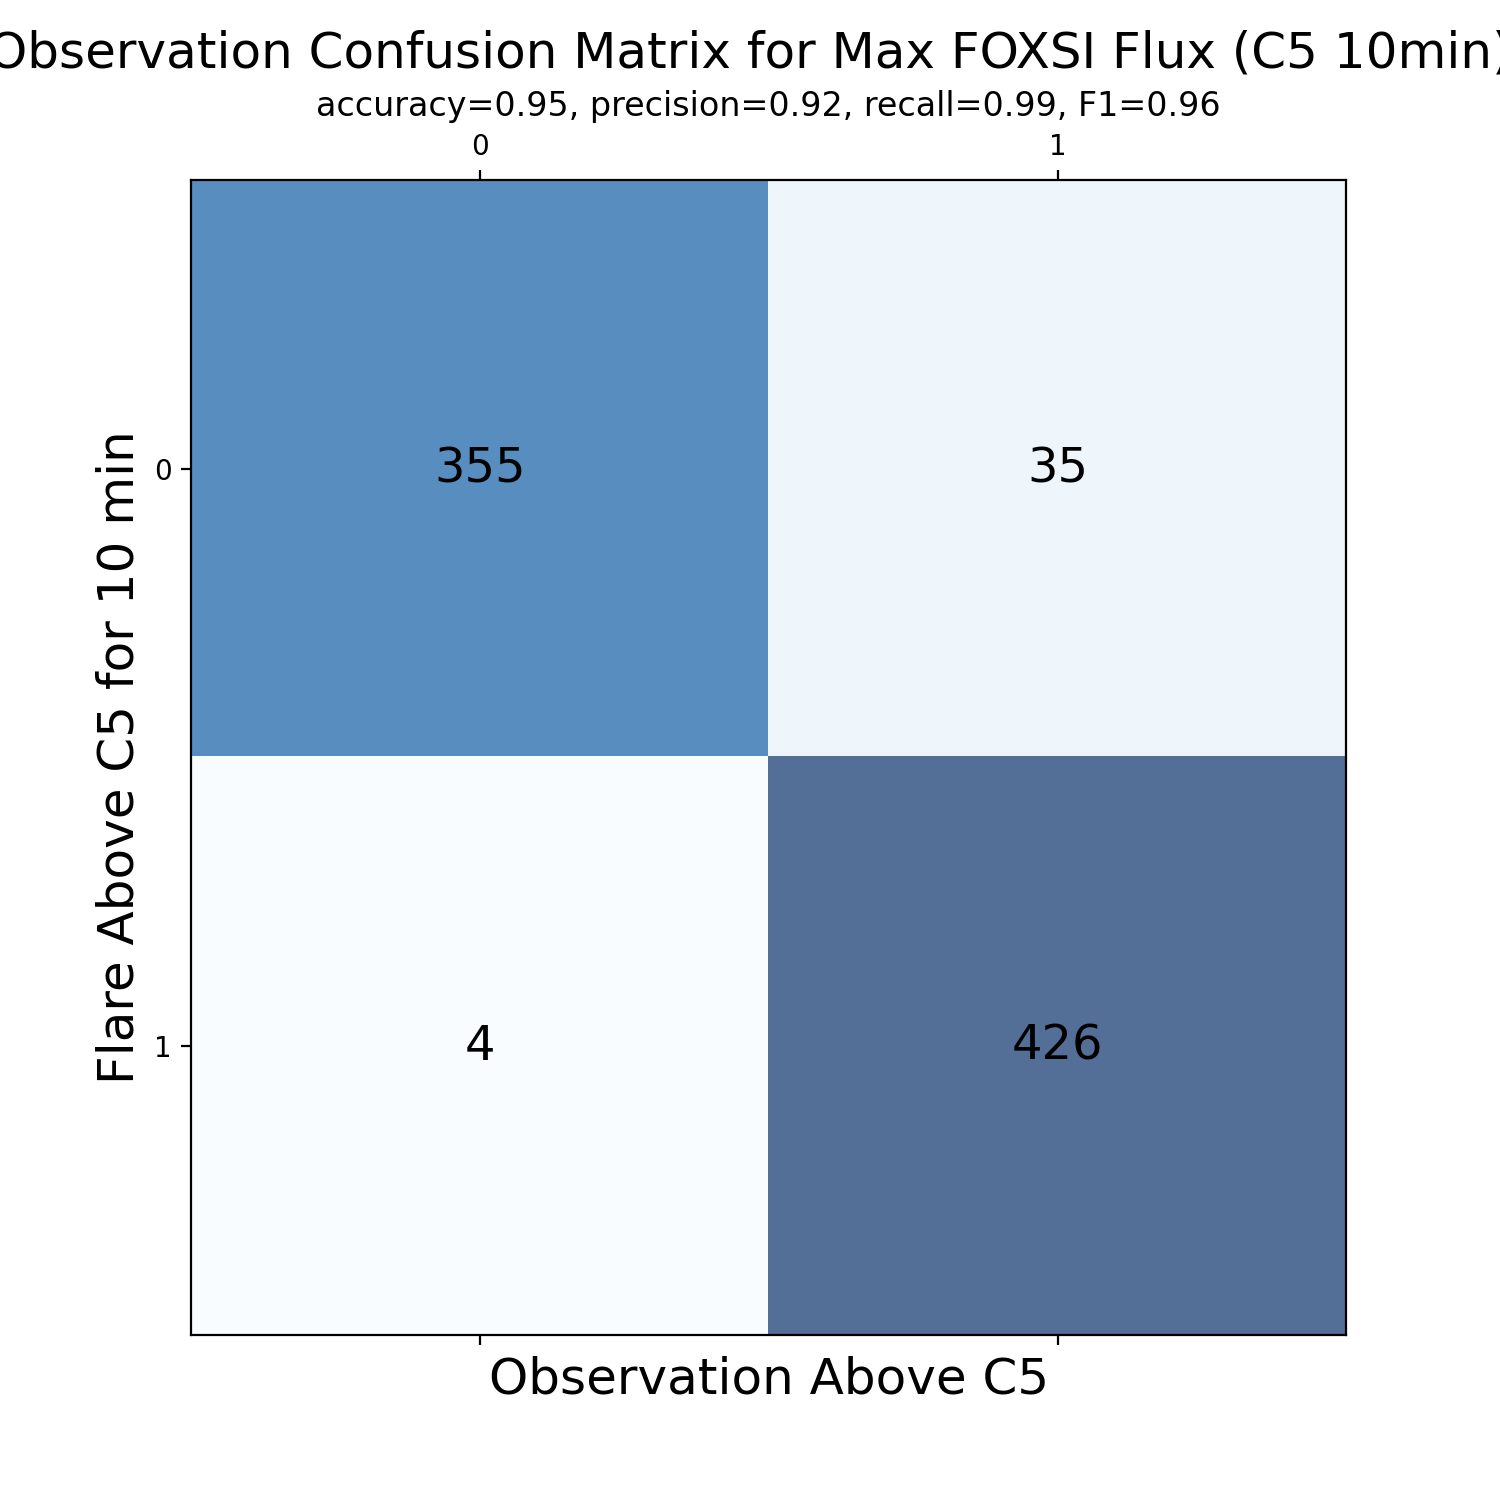 Observation Confusion Matrix for Max FOXSI Flux (C5 10min)
accuracy=0.95, precision=0.92, recall=0.99, F1=0.96
0 1
Flare Above C5 for 10 min
0
355 35
1
4 426
Observation Above C5